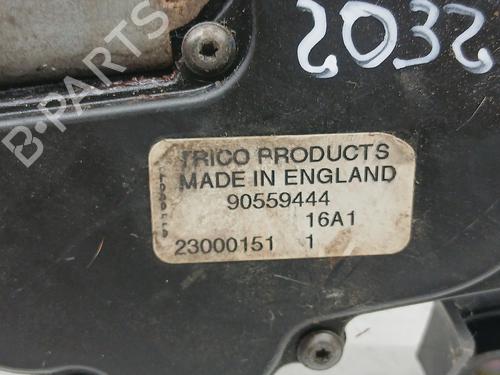 2032
TRICO PRODUCTS
MADE IN ENGLAND
90559444
16A1
23000151 1
B-PARTS